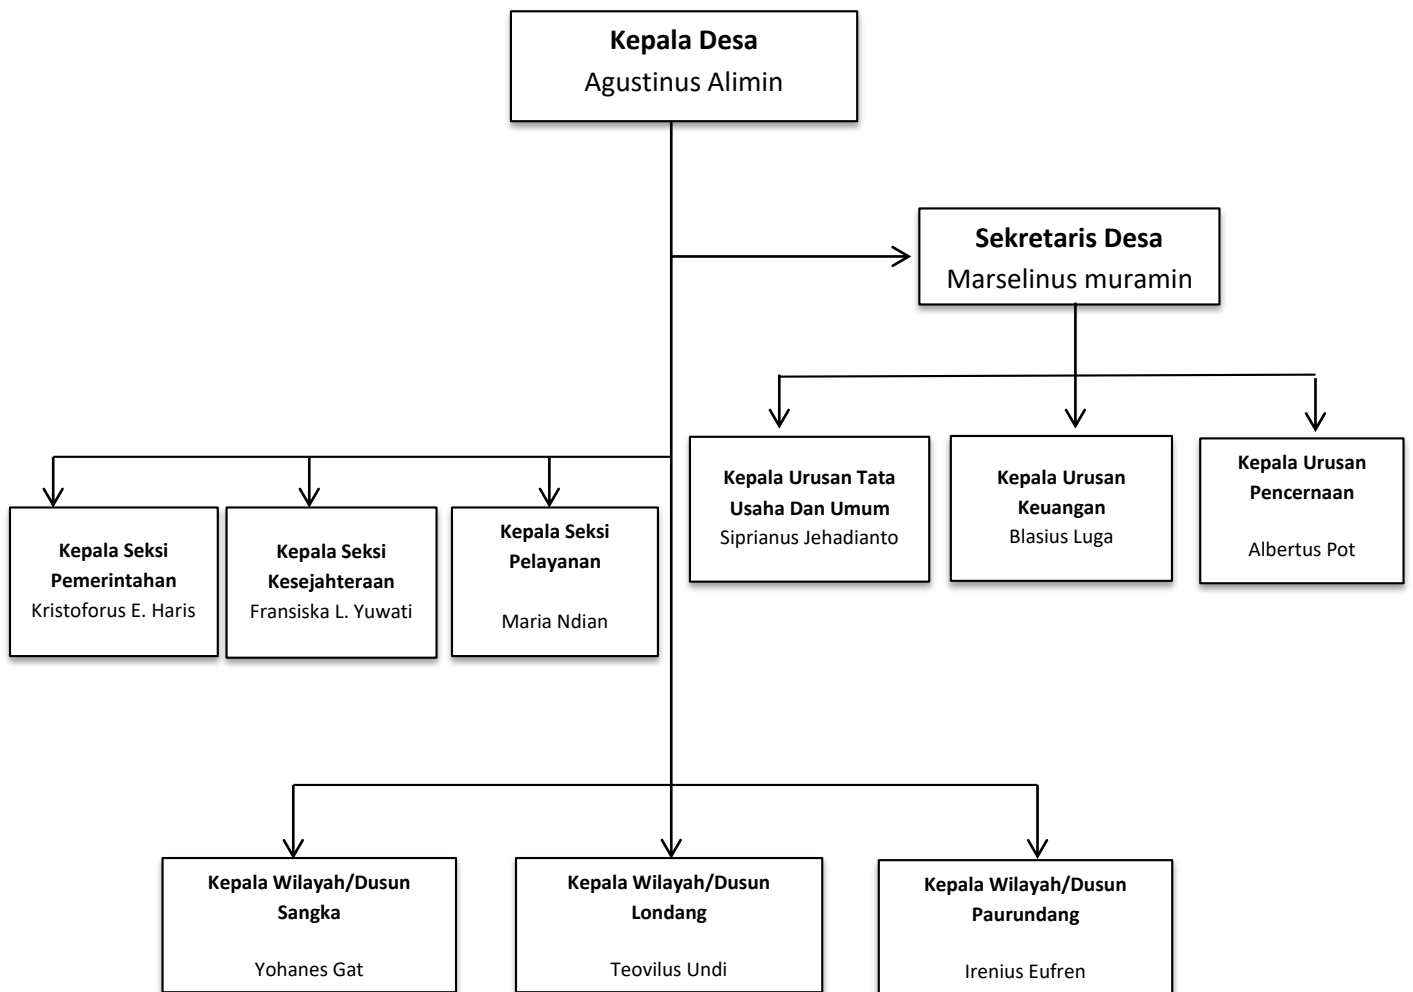 Kepala Desa
Agustinus Alimin
Sekretaris Desa
Marselinus muramin
Kepala Urusan Tata
Usaha Dan Umum
Siprianus Jehadianto
Kepala Urusan
Keuangan
Blasius Luga
Kepala Urusan
Pencernaan
Albertus Pot
Kepala Seksi
Pemerintahan
Kristoforus E. Haris
Kepala Seksi
Kesejahteraan
Fransiska L. Yuwati
Kepala Seksi
Pelayanan
Maria Ndian
Kepala Wilayah/Dusun
Sangka
Yohanes Gat
Kepala Wilayah/Dusun
Londang
Teovilus Undi
Kepala Wilayah/Dusun
Paurundang
Irenius Eufren